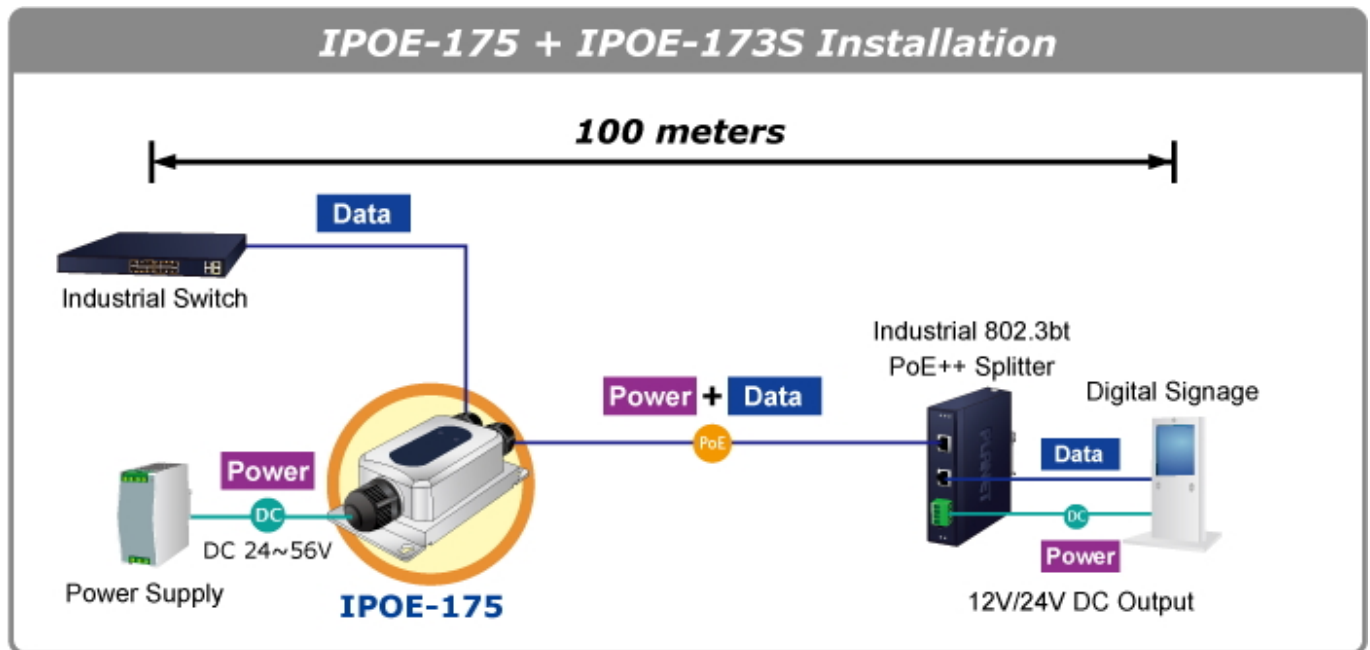 IPOE-175 + IPOE-173S Installation
100 meters
Data
Industrial Switch
Industrial 802.3bt
PoE++ Splitter
Digital Signage
Power + Data
PoE
PLANET
Data
Power
DC
DC
DC 24~56V
Power
Power Supply
IPOE-175
12V/24V DC Output